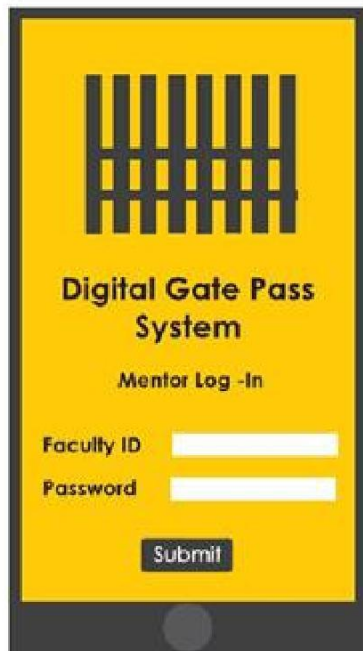 Digital Gate Pass
System
Mentor Log -In
Faculty ID
Password
Submit